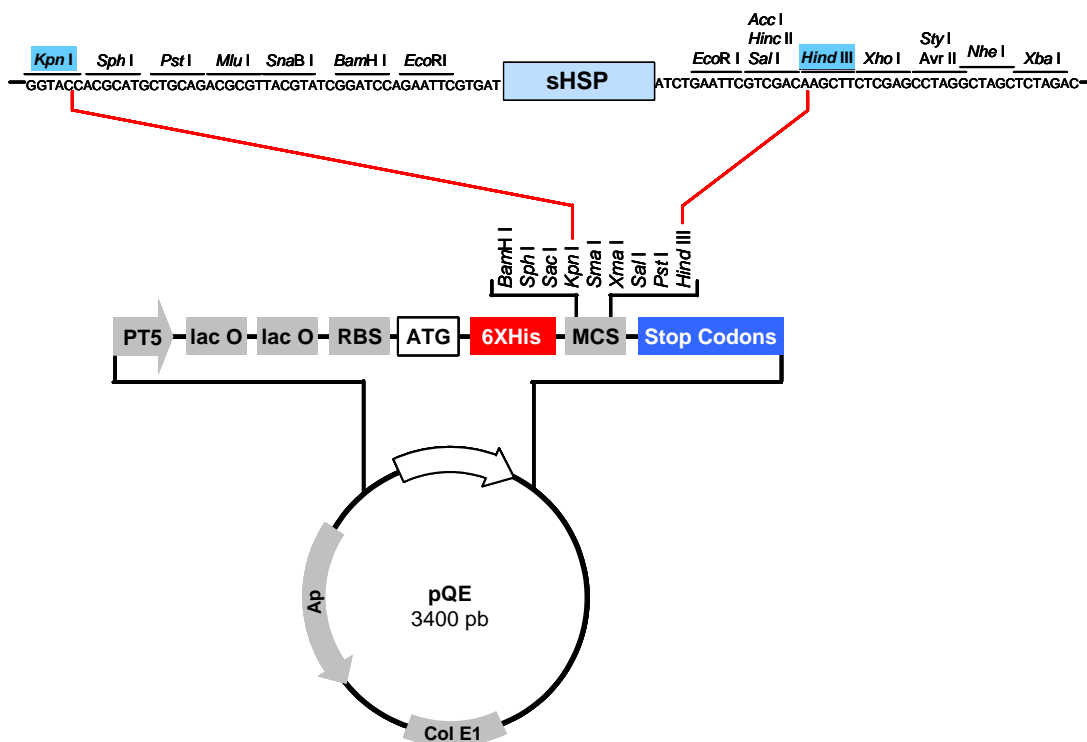 Acc I
Hinc II
Sty I
Kpn I Sph I Pst I Mlu I SnaB I BamH I EcoRI EcoR I Sal I Hind III Xho I Avr II Nhe I Xba I
GGTACCACGCATGCTGCAGACGCGTTACGTATCGGATCCAGAATTCGTGAT sHSP ATCTGAATTCGTCGACAAGCTTCTCGAGCCTAGGCTAGCTCTAGAC
BamH I
Sph I
Sac I
Kpn I
Sma I
Xma I
Sal I
Pst I
Hind III
PT5 lac O lac O RBS ATG 6XHis MCS Stop Codons
Ap
pQE
3400 pb
Col E1